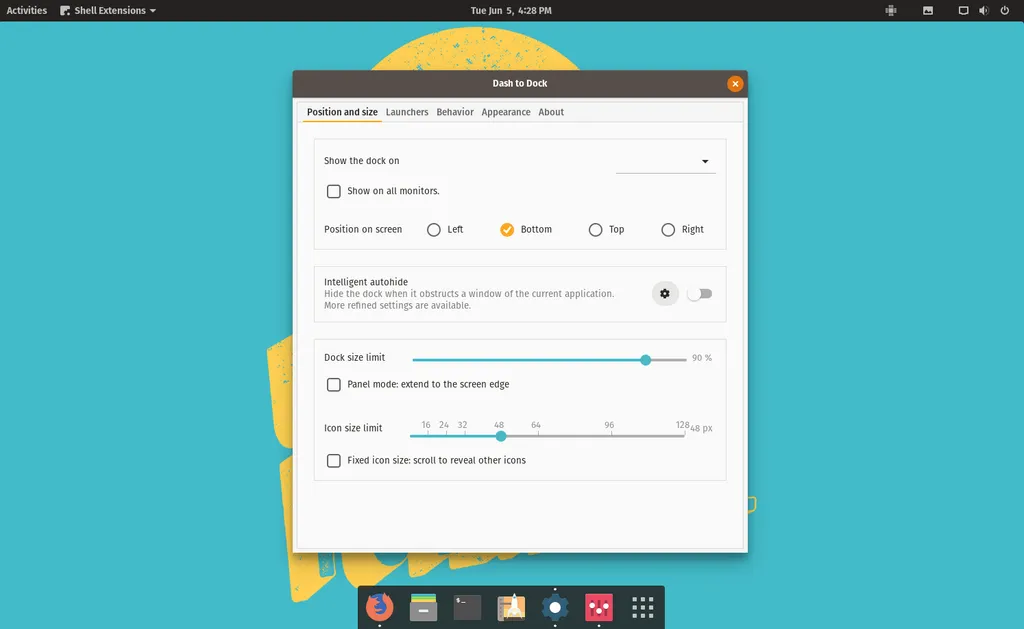 Activities Shell Extensions Tue Jun 5, 4:28 PM
Dash to Dock
Position and size Launchers Behavior Appearance About
Show the dock on
Show on all monitors.
Position on screen Left Bottom Top Right
Intelligent autohide
Hide the dock when it obstructs a window of the current application.
More refined settings are available.
Dock size limit 90 %
Panel mode: extend to the screen edge
16 24 32 48 64 96 128
Icon size limit 48 px
Fixed icon size: scroll to reveal other icons
$-